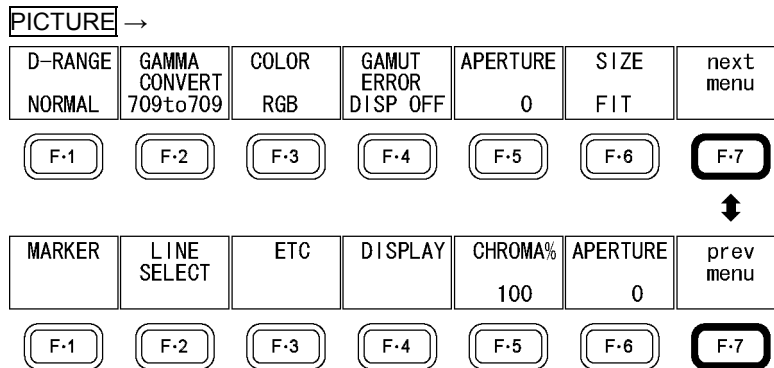 PICTURE →
D-RANGE GAMMA COLOR GAMUT APERTURE SIZE next
CONVERT ERROR menu
NORMAL 709to709 RGB DISP OFF 0 FIT
F·1 F·2 F·3 F·4 F·5 F·6 F·7
MARKER LINE ETC DISPLAY CHROMA% APERTURE prev
SELECT menu
100 0
F·1 F·2 F·3 F·4 F·5 F·6 F·7